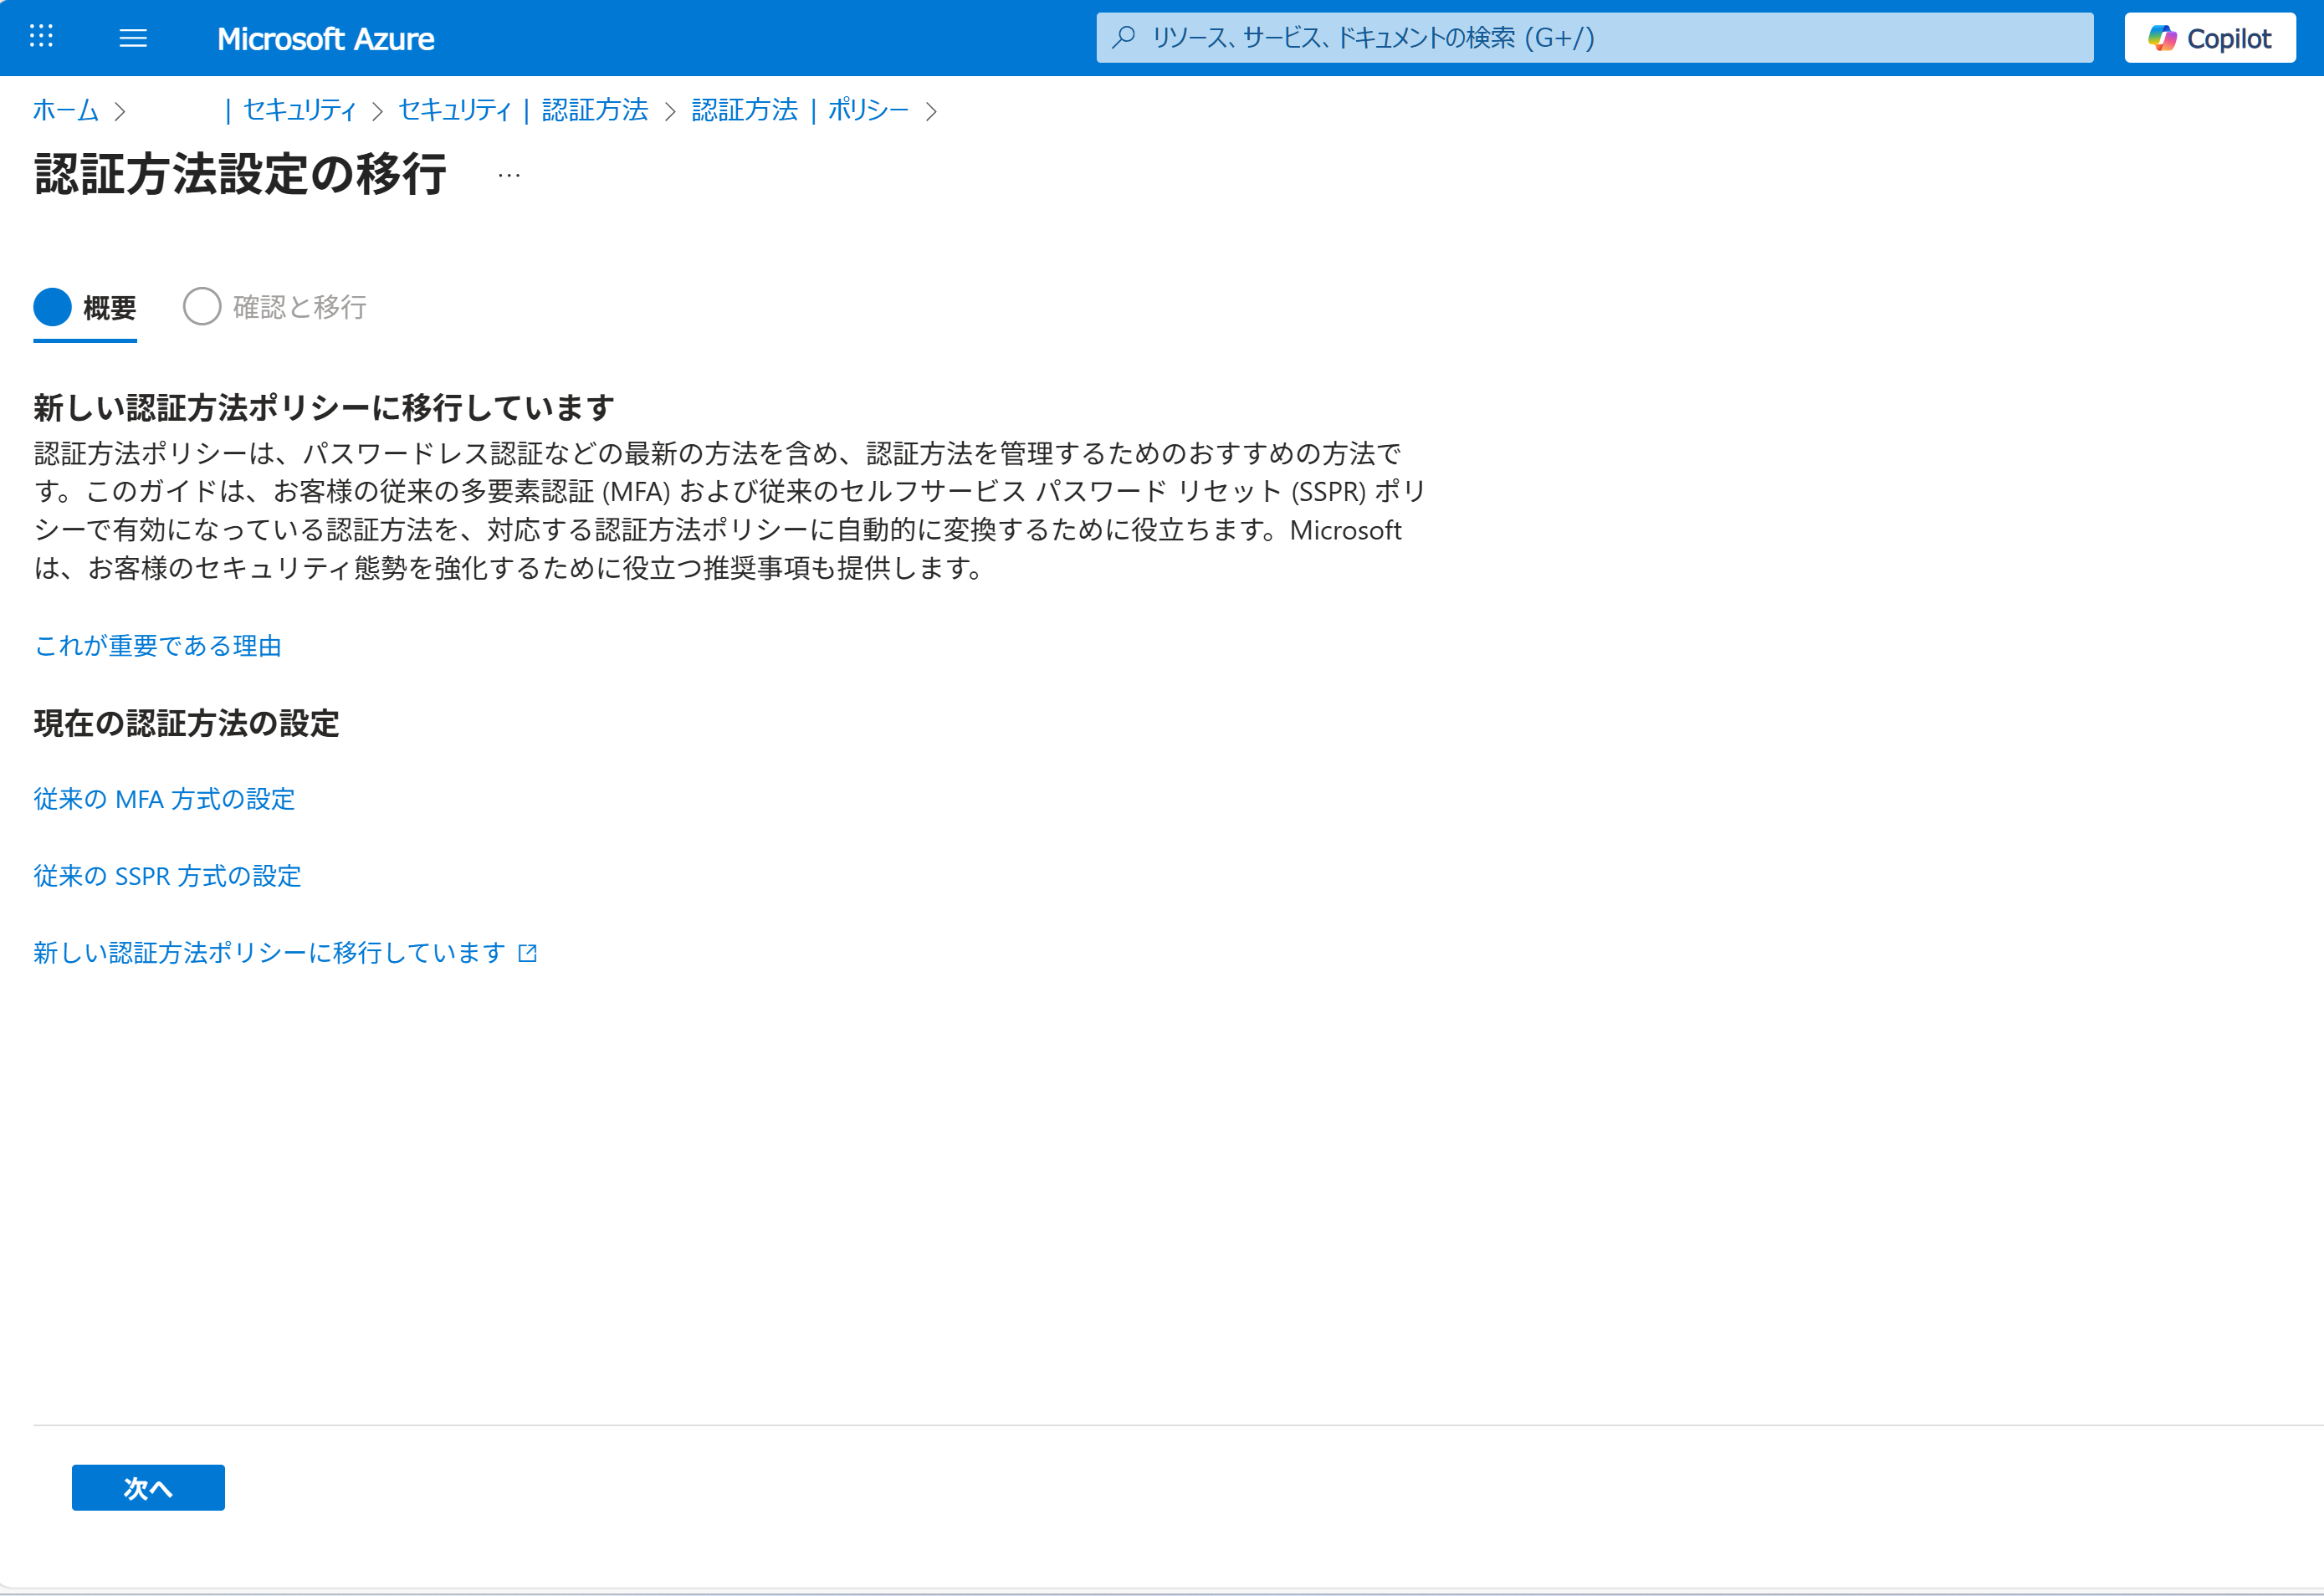 Microsoft Azure
リソース、サービス、ドキュメントの検索 (G+/)
Copilot
ホーム > | セキュリティ > セキュリティ | 認証方法 > 認証方法 | ポリシー >
認証方法設定の移行 …
概要 確認と移行
新しい認証方法ポリシーに移行しています
認証方法ポリシーは、パスワードレス認証などの最新の方法を含め、認証方法を管理するためのおすすめの方法で
す。このガイドは、お客様の従来の多要素認証 (MFA) および従来のセルフサービス パスワード リセット (SSPR) ポリ
シーで有効になっている認証方法を、対応する認証方法ポリシーに自動的に変換するために役立ちます。Microsoft
は、お客様のセキュリティ態勢を強化するために役立つ推奨事項も提供します。
これが重要である理由
現在の認証方法の設定
従来の MFA 方式の設定
従来の SSPR 方式の設定
新しい認証方法ポリシーに移行しています
次へ